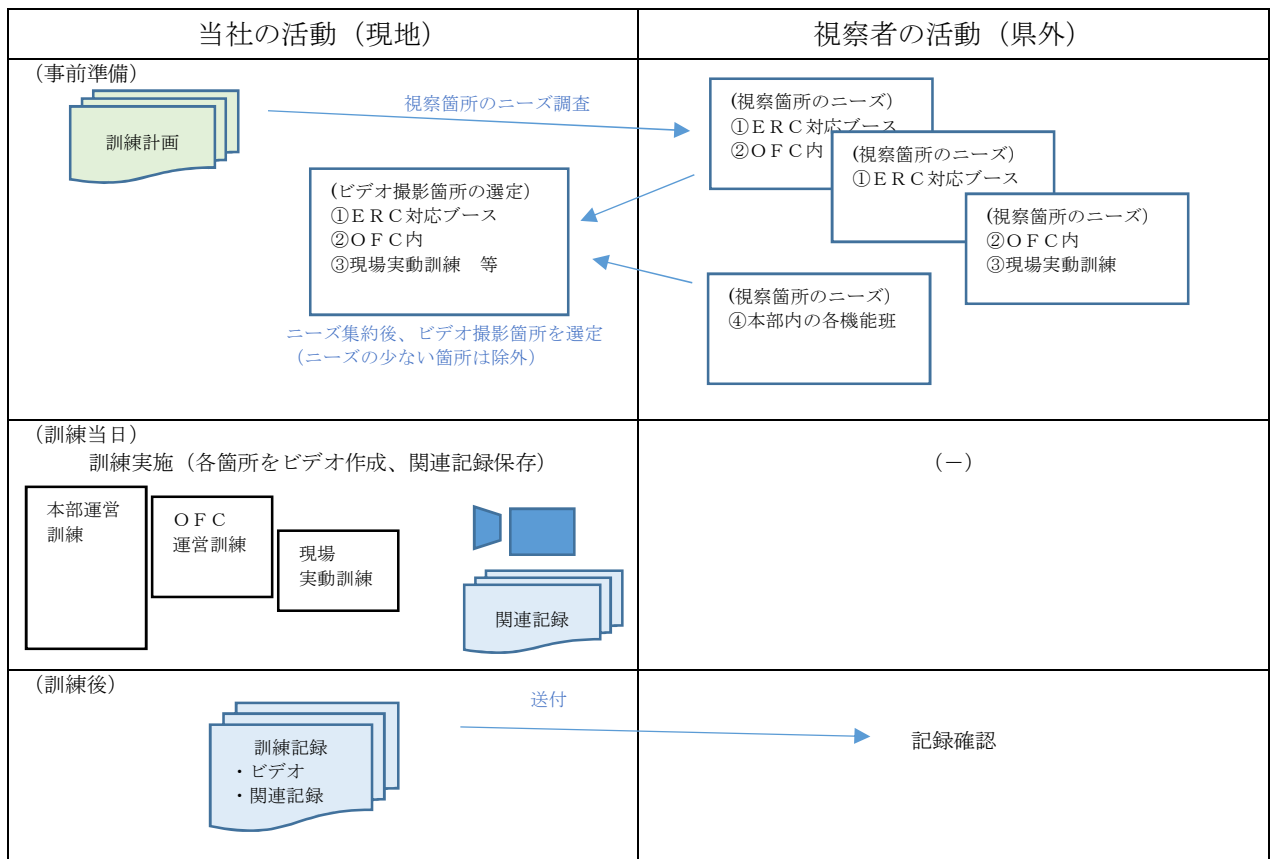 当社の活動（現地）
視察者の活動（県外）
（事前準備）
訓練計画
視察箇所のニーズ調査
(視察箇所のニーズ）
①ＥＲＣ対応ブース
②ＯＦＣ内
(視察箇所のニーズ）
①ＥＲＣ対応ブース
(視察箇所のニーズ）
②ＯＦＣ内
③現場実動訓練
(ビデオ撮影箇所の選定）
①ＥＲＣ対応ブース
②ＯＦＣ内
③現場実動訓練　等
(視察箇所のニーズ）
④本部内の各機能班
ニーズ集約後、ビデオ撮影箇所を選定
（ニーズの少ない箇所は除外）
（訓練当日）
訓練実施（各箇所をビデオ作成、関連記録保存）
（－）
本部運営
訓練
ＯＦＣ
運営訓練
現場
実動訓練
関連記録
（訓練後）
送付
訓練記録
・ビデオ
・関連記録
記録確認